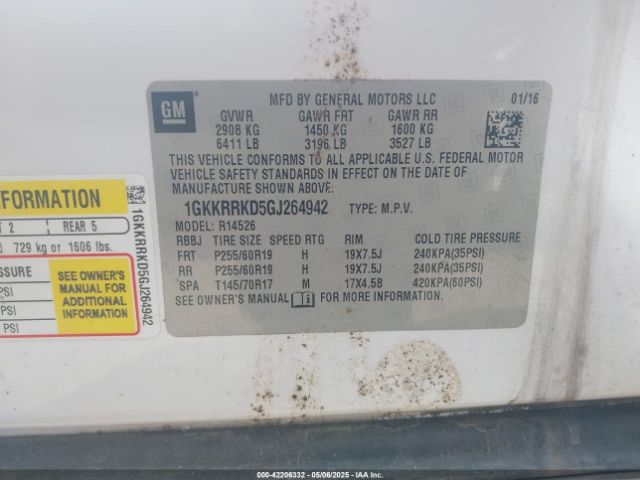 GM
MFD BY GENERAL MOTORS LLC 01/16
GVWR GAWR FRT GAWR RR
2908 KG 1450 KG 1600 KG
6411 LB 3196 LB 3527 LB
THIS VEHICLE CONFORMS TO ALL APPLICABLE U.S. FEDERAL MOTOR
VEHICLE SAFETY STANDARDS IN EFFECT ON THE DATE OF
MANUFACTURE SHOWN ABOVE.
1GKKRRKD5GJ264942 TYPE: M.P.V.
MODEL: R14526
RBBJ TIRE SIZE SPEED RTG RIM COLD TIRE PRESSURE
FRT P255/60R19 H 19X7.5J 240KPA(35PSI)
RR P255/60R19 H 19X7.5J 240KPA(35PSI)
SPA T145/70R17 M 17X4.5B 420KPA(60PSI)
SEE OWNER'S MANUAL FOR MORE INFORMATION.
INFORMATION
2 REAR 5
729 kg or 1606 lbs.
SEE OWNER'S
MANUAL FOR
ADDITIONAL
INFORMATION
PSI
PSI
PSI
1GKKRRKD5GJ264942
000-42206332 - 05/06/2025 - IAAI.COM